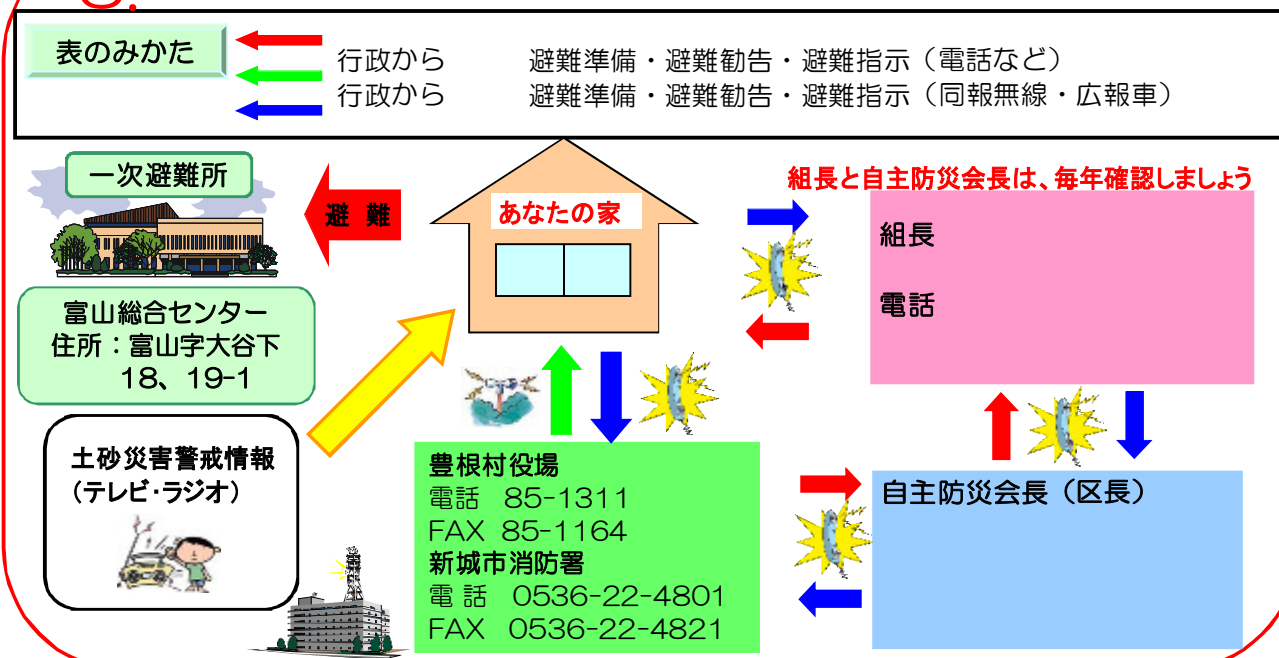 る.
表のみかた
行政から 避難準備・避難勧告・避難指示（電話など）
行政から 避難準備・避難勧告・避難指示（同報無線・広報車）
一次避難所
避 難
あなたの家
組長と自主防災会長は、毎年確認しましょう
組長
電話
富山総合センター
住所：富山字大谷下
18、19-1
土砂災害警戒情報
（テレビ・ラジオ）
豊根村役場
電話 85-1311
FAX 85-1164
新城市消防署
電 話 0536-22-4801
FAX 0536-22-4821
自主防災会長（区長）